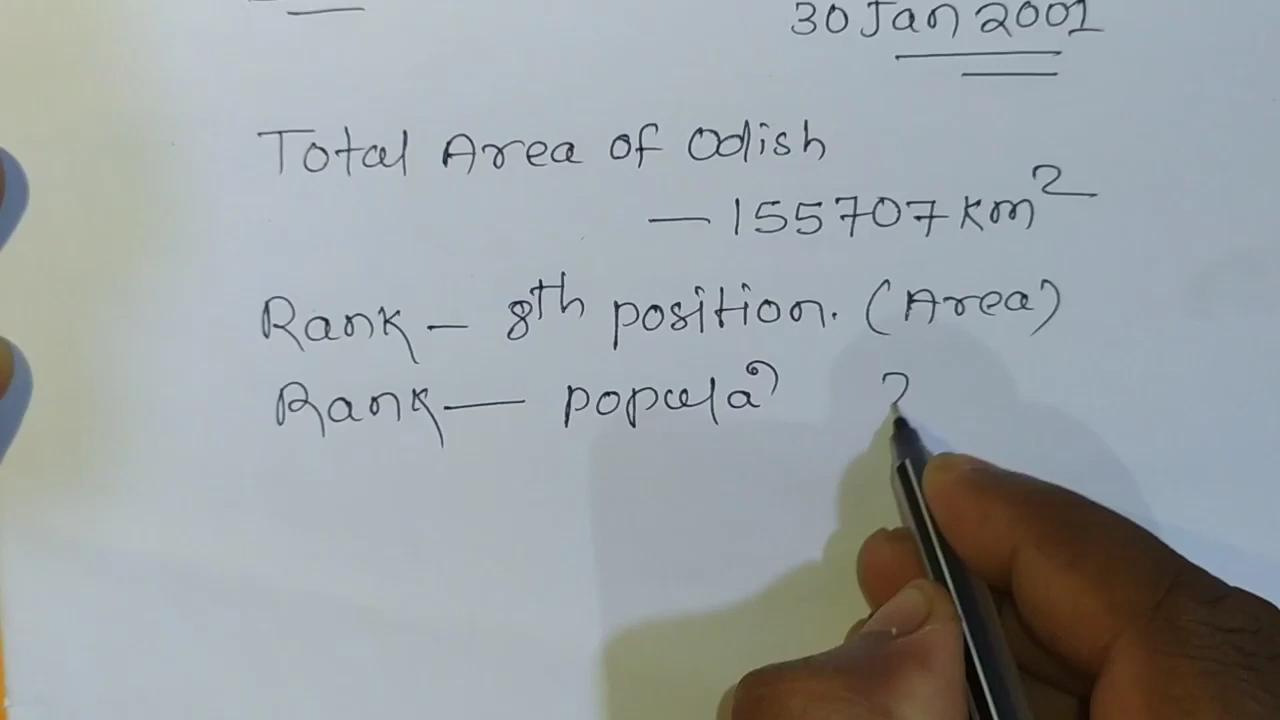 30 Jan 2001
Total Area of Odish
— 155707 km²
Rank – 8th position. (Area)
Rank — popula? ?